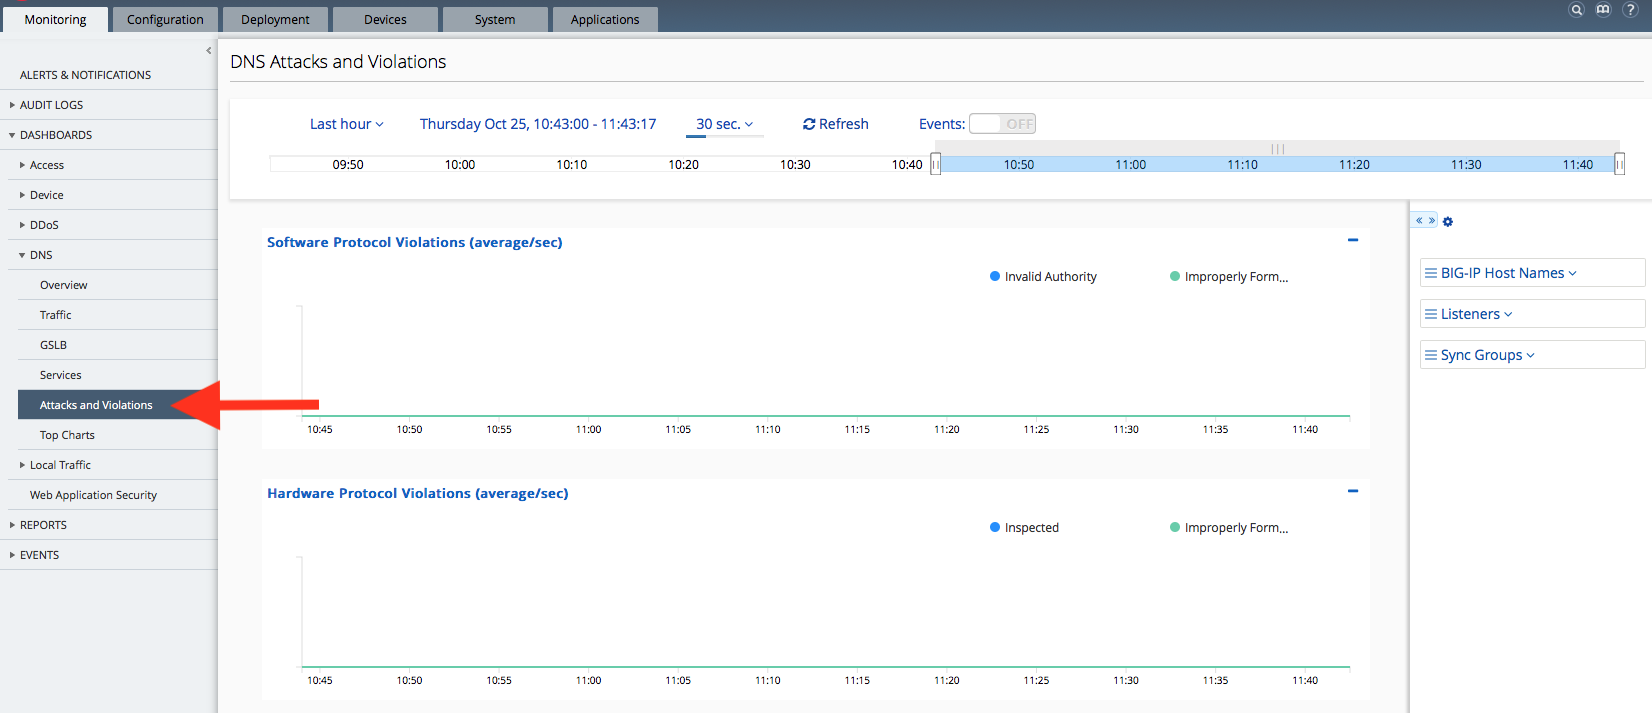 Monitoring Configuration Deployment Devices System Applications
?
ALERTS & NOTIFICATIONS
AUDIT LOGS
DASHBOARDS
Access
Device
DDoS
DNS
Overview
Traffic
GSLB
Services
Attacks and Violations
Top Charts
Local Traffic
Web Application Security
REPORTS
EVENTS
DNS Attacks and Violations
Last hour Thursday Oct 25, 10:43:00 - 11:43:17 30 sec. Refresh Events: OFF
09:50 10:00 10:10 10:20 10:30 10:40 10:50 11:00 11:10 11:20 11:30 11:40
Software Protocol Violations (average/sec)
Invalid Authority Improperly Form...
10:45 10:50 10:55 11:00 11:05 11:10 11:15 11:20 11:25 11:30 11:35 11:40
Hardware Protocol Violations (average/sec)
Inspected Improperly Form...
10:45 10:50 10:55 11:00 11:05 11:10 11:15 11:20 11:25 11:30 11:35 11:40
BIG-IP Host Names
Listeners
Sync Groups